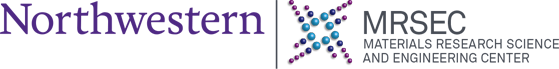 Northwestern
MRSEC
MATERIALS RESEARCH SCIENCE
AND ENGINEERING CENTER